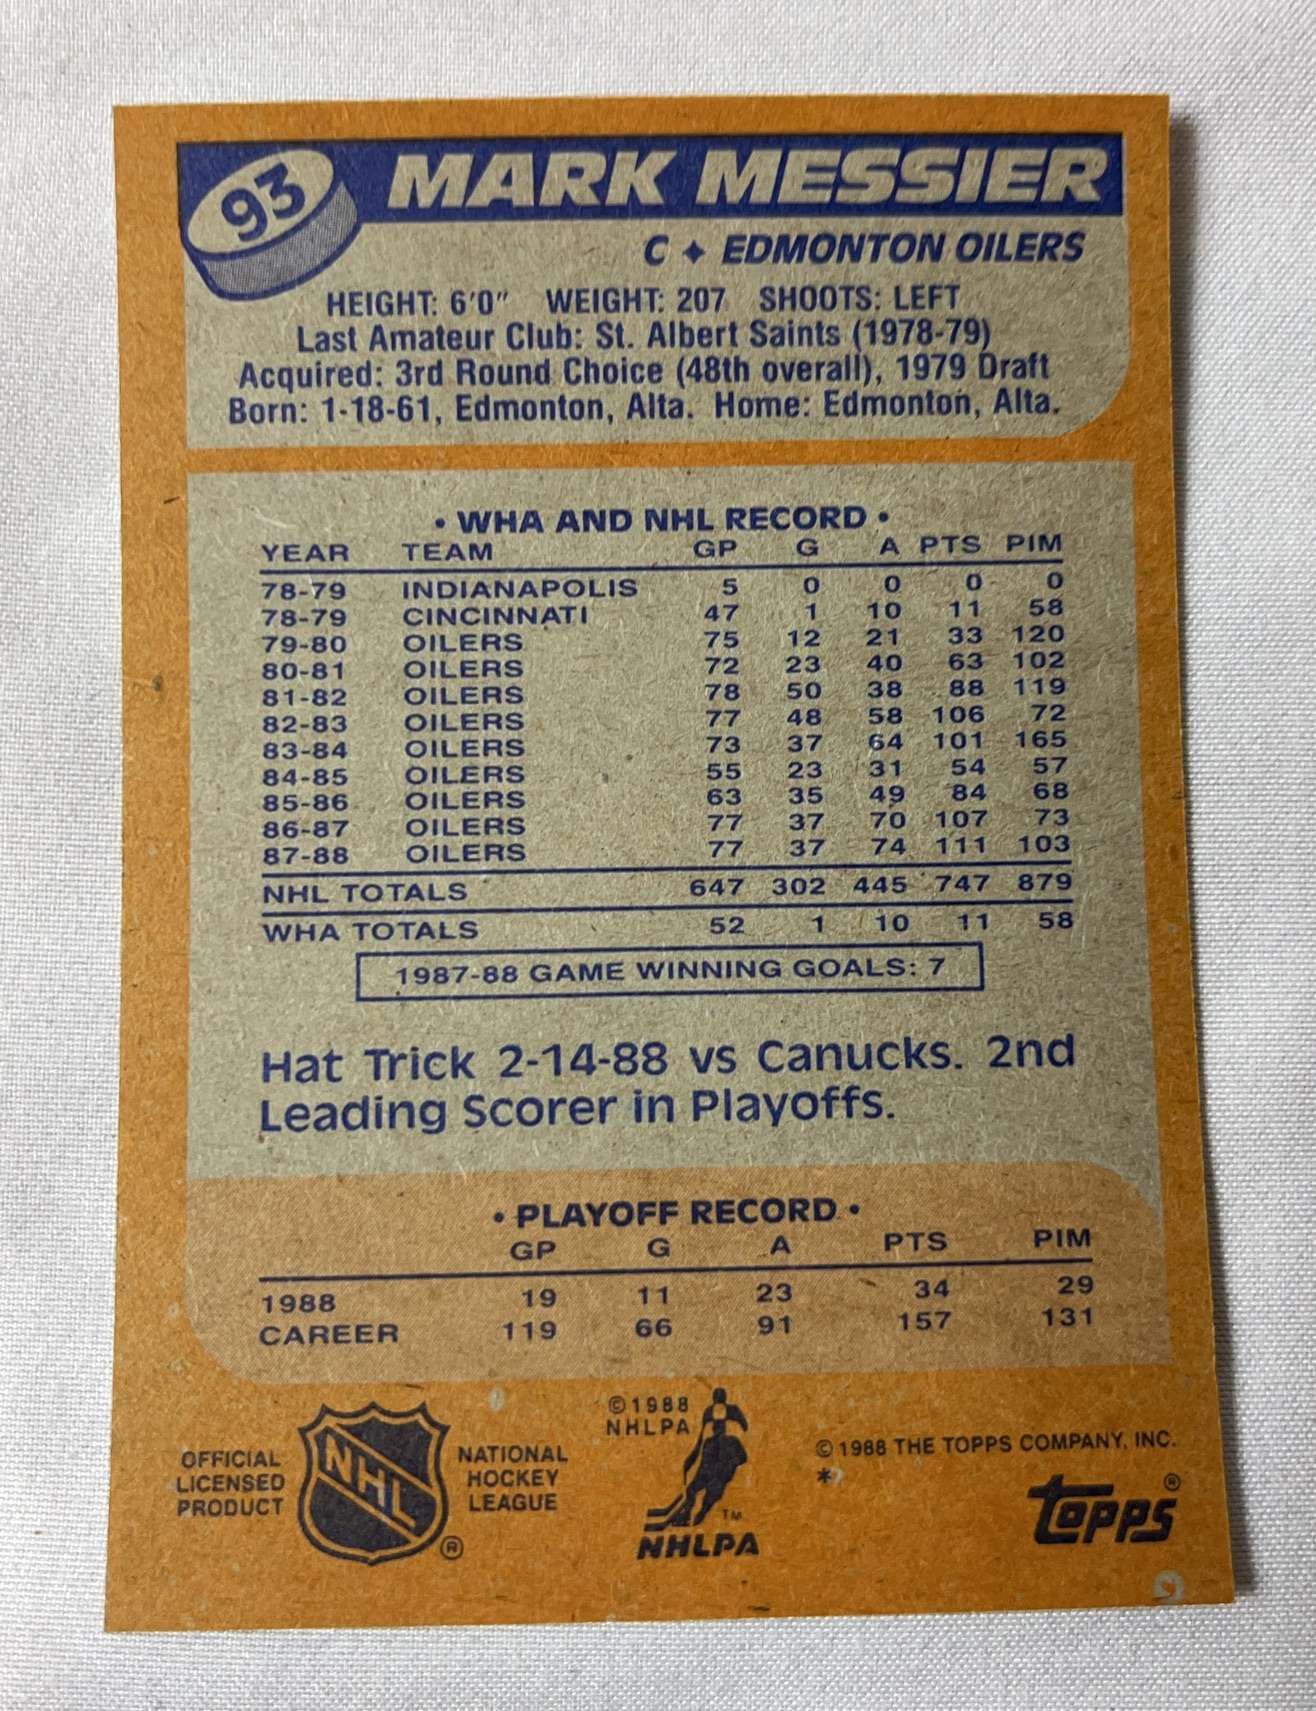 93 MARK MESSIER
C ✦ EDMONTON OILERS
HEIGHT: 6'0" WEIGHT: 207 SHOOTS: LEFT
Last Amateur Club: St. Albert Saints (1978-79)
Acquired: 3rd Round Choice (48th overall), 1979 Draft
Born: 1-18-61, Edmonton, Alta. Home: Edmonton, Alta.
• WHA AND NHL RECORD •
YEAR TEAM GP G A PTS PIM
78-79 INDIANAPOLIS 5 0 0 0 0
78-79 CINCINNATI 47 1 10 11 58
79-80 OILERS 75 12 21 33 120
80-81 OILERS 72 23 40 63 102
81-82 OILERS 78 50 38 88 119
82-83 OILERS 77 48 58 106 72
83-84 OILERS 73 37 64 101 165
84-85 OILERS 55 23 31 54 57
85-86 OILERS 63 35 49 84 68
86-87 OILERS 77 37 70 107 73
87-88 OILERS 77 37 74 111 103
NHL TOTALS 647 302 445 747 879
WHA TOTALS 52 1 10 11 58
1987-88 GAME WINNING GOALS: 7
Hat Trick 2-14-88 vs Canucks. 2nd
Leading Scorer in Playoffs.
• PLAYOFF RECORD •
GP G A PTS PIM
1988 19 11 23 34 29
CAREER 119 66 91 157 131
OFFICIAL
LICENSED
PRODUCT
NHL ®
NATIONAL
HOCKEY
LEAGUE
© 1988
NHLPA
TM
NHLPA
© 1988 THE TOPPS COMPANY, INC.
*
topps ®